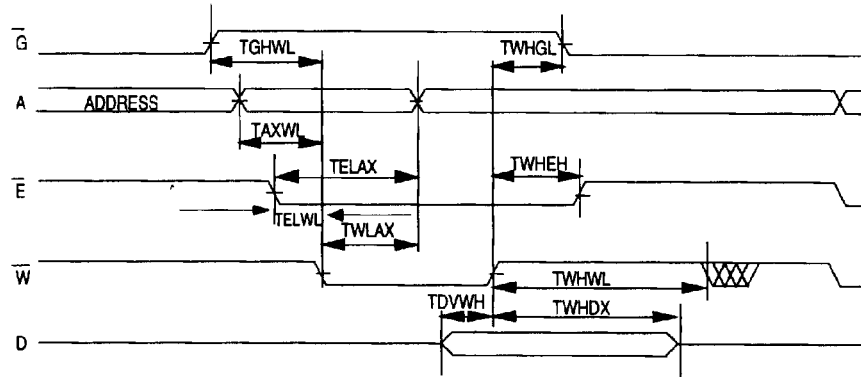 G
TGHWL
TWHGL
A
ADDRESS
TAXWL
TELAX
TWHEH
E
TELWL
TWLAX
W
TWHWL
TDVWH
TWHDX
D